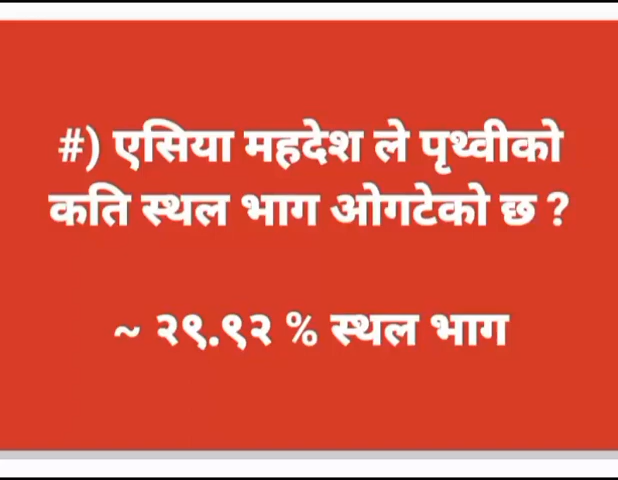 #) एसिया महदेश ले पृथ्वीको
कति स्थल भाग ओगटेको छ ?
~ २९.९२ % स्थल भाग